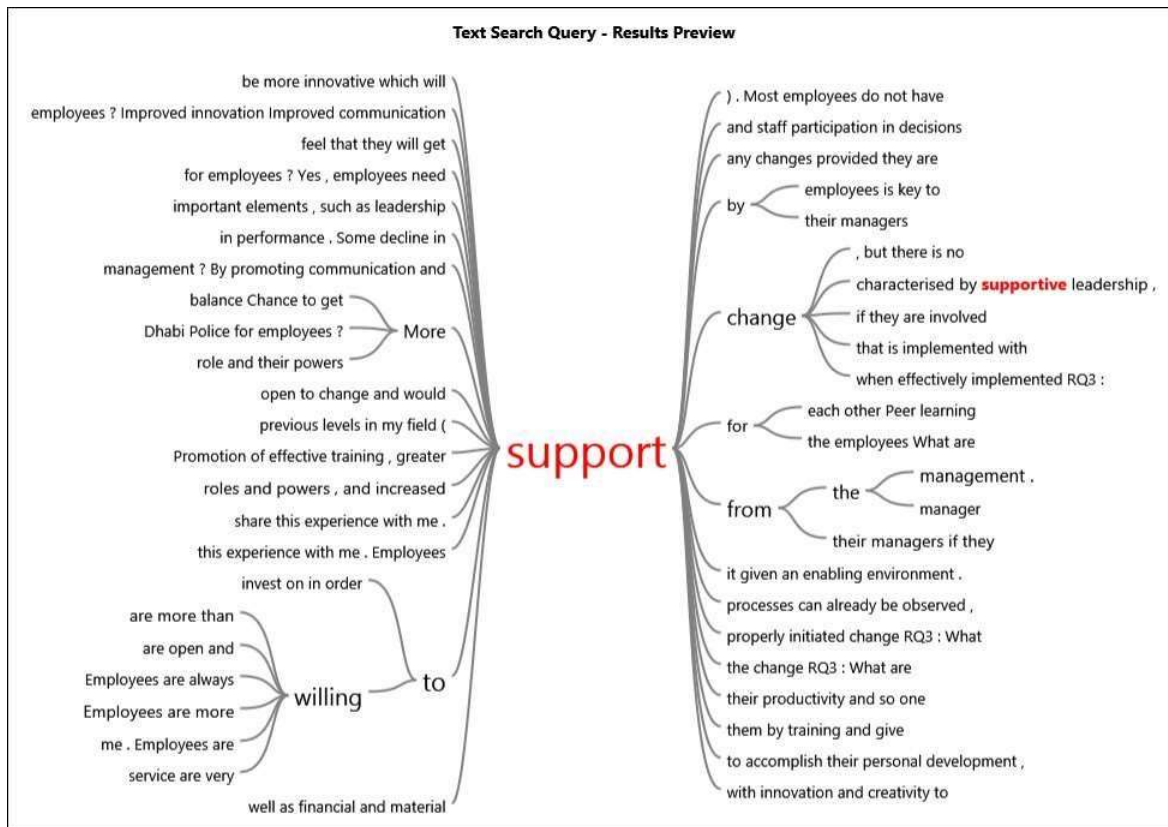 Text Search Query - Results Preview
be more innovative which will
employees ? Improved innovation Improved communication
feel that they will get
for employees ? Yes , employees need
important elements , such as leadership
in performance . Some decline in
management ? By promoting communication and
balance Chance to get
Dhabi Police for employees ?
role and their powers
More
open to change and would
previous levels in my field (
Promotion of effective training , greater
roles and powers , and increased
share this experience with me .
this experience with me . Employees
invest on in order
are more than
are open and
Employees are always
Employees are more
me . Employees are
service are very
willing
to
well as financial and material
support
) . Most employees do not have
and staff participation in decisions
any changes provided they are
by
employees is key to
their managers
change
, but there is no
characterised by supportive leadership ,
if they are involved
that is implemented with
when effectively implemented RQ3 :
for
each other Peer learning
the employees What are
from
the
management .
manager
their managers if they
it given an enabling environment .
processes can already be observed ,
properly initiated change RQ3 : What
the change RQ3 : What are
their productivity and so one
them by training and give
to accomplish their personal development ,
with innovation and creativity to